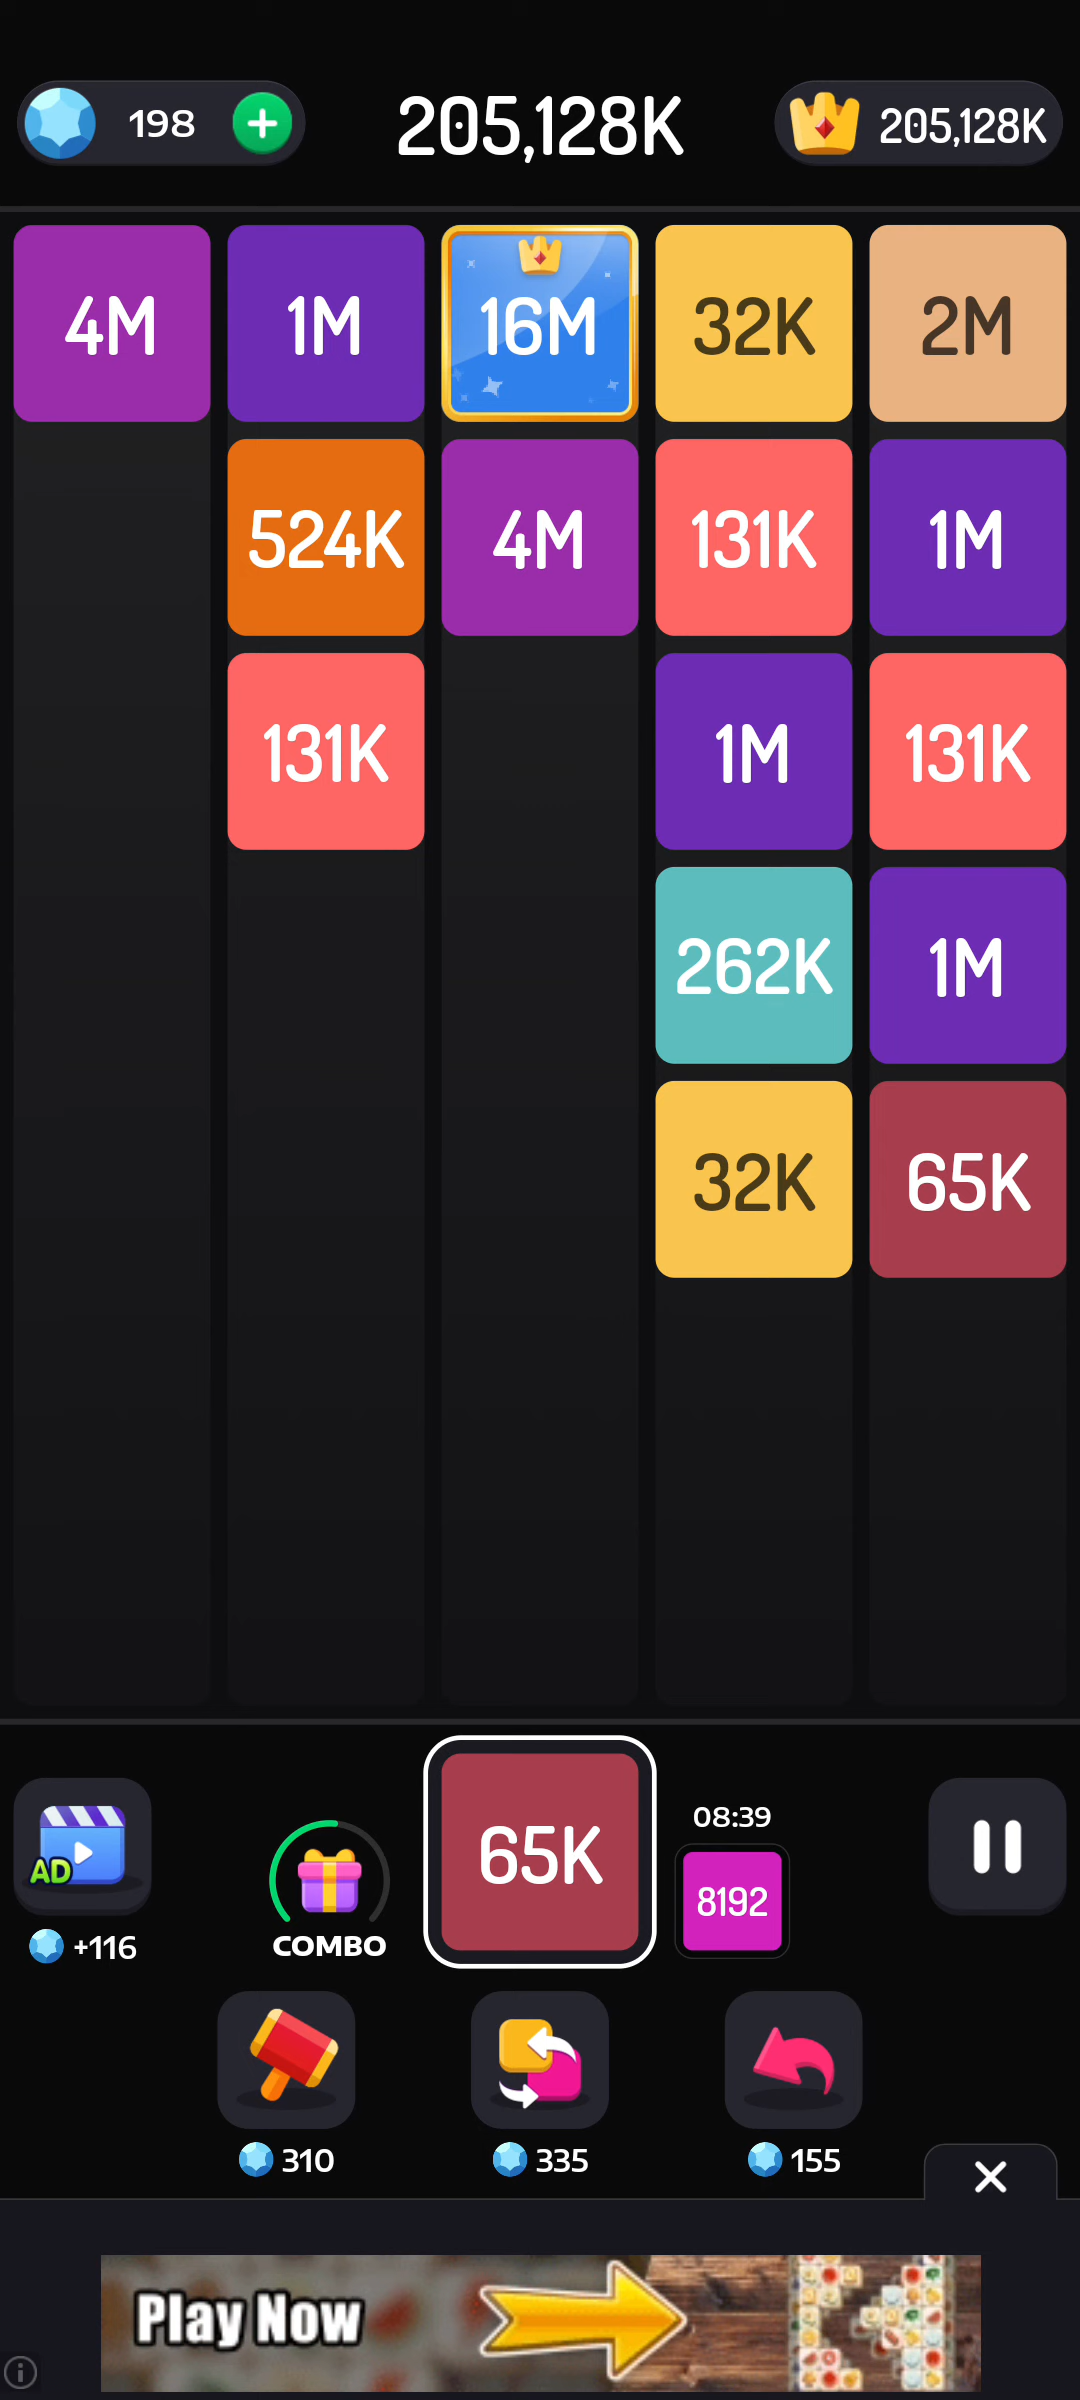 198
205,128K
205,128K
4M 1M 16M 32K 2M
524K 4M 131K 1M
131K 1M 131K
262K 1M
32K 65K
AD
+116
COMBO
65K
08:39
8192
310
335
155
Play Now